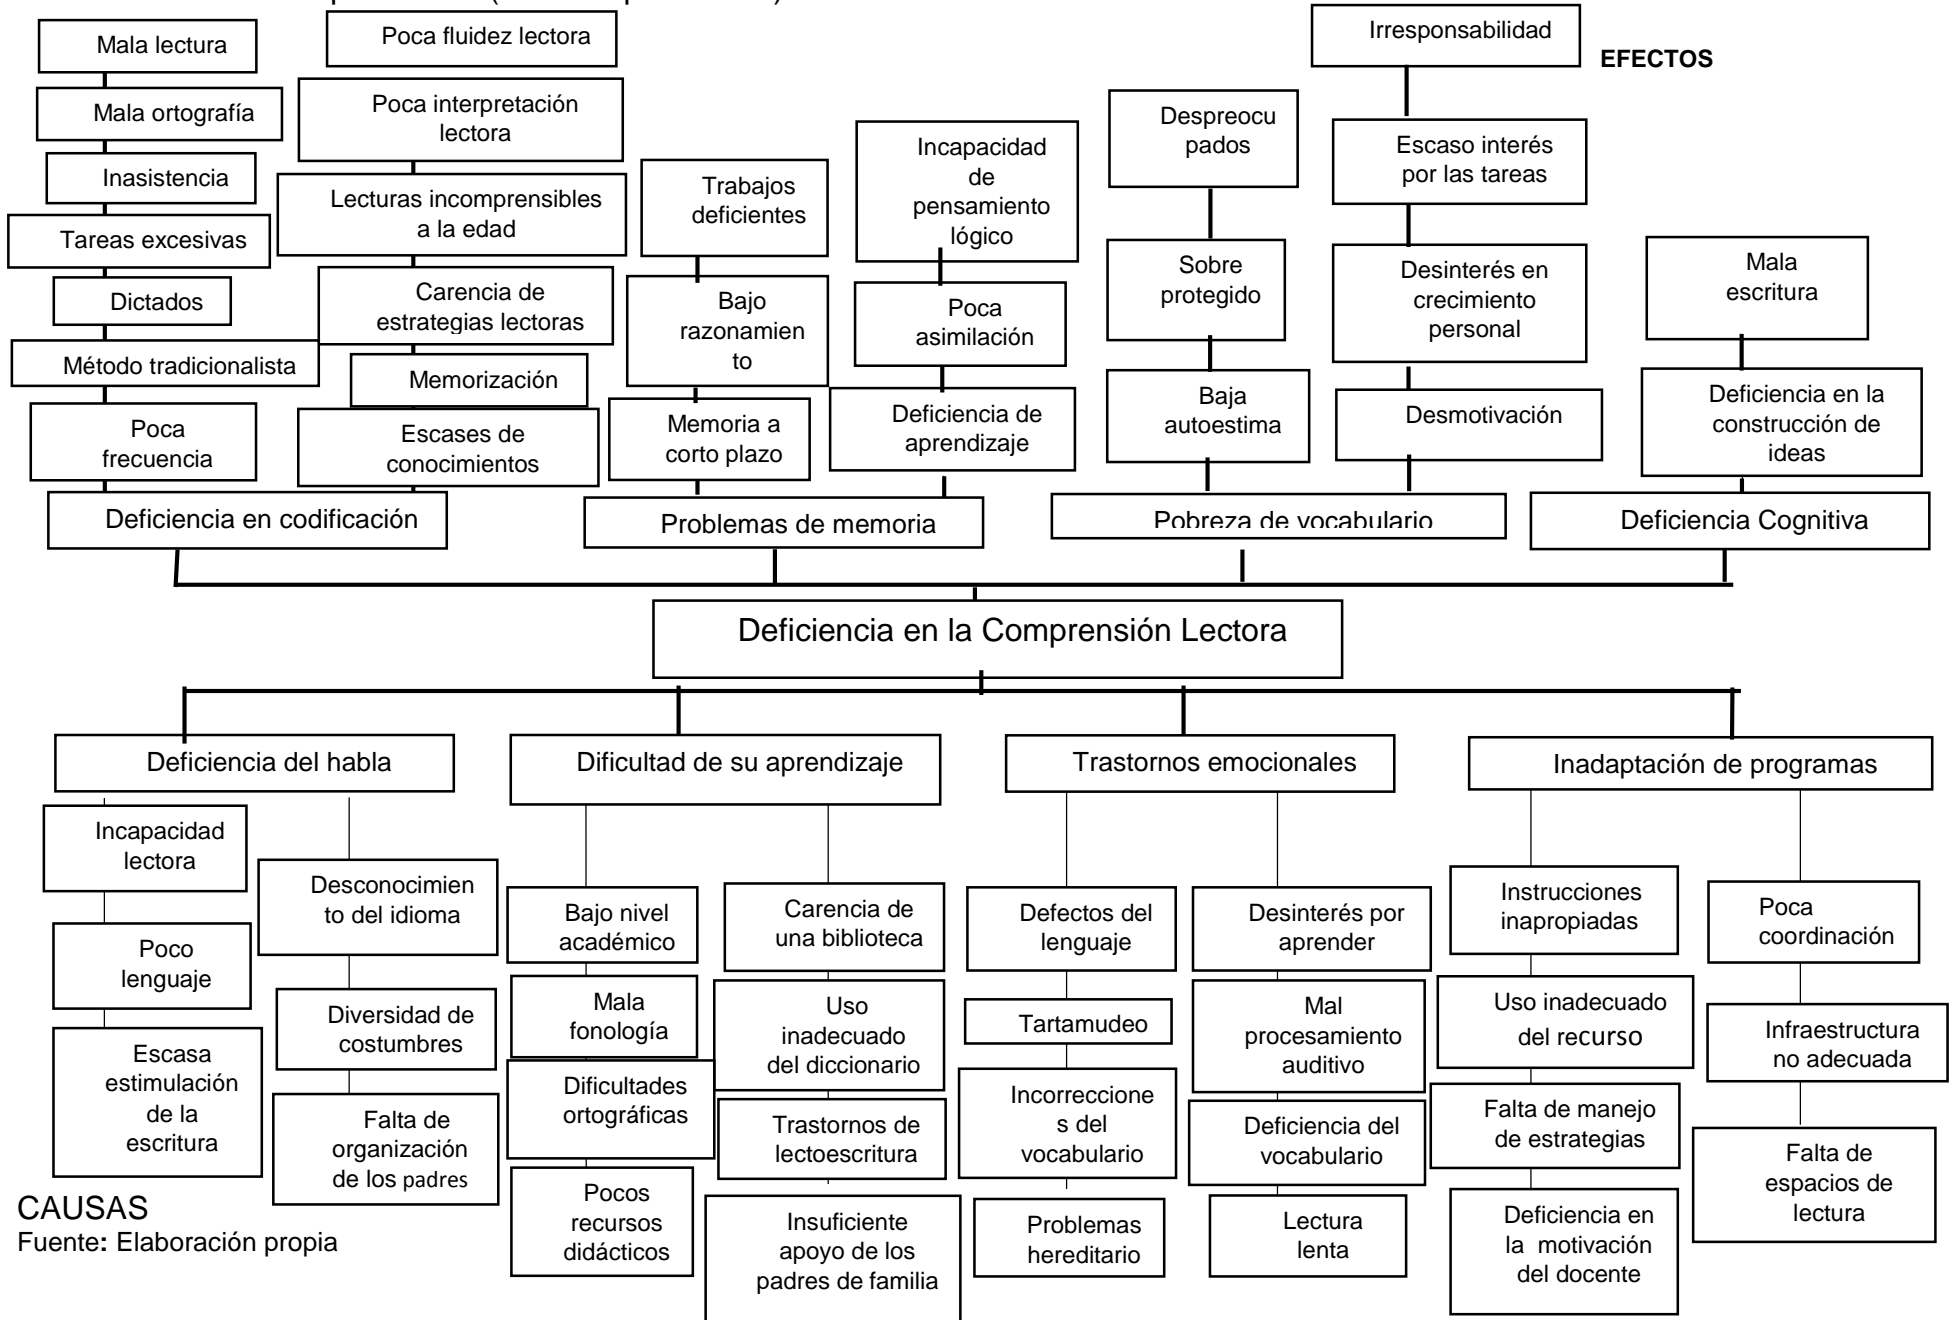 Mala lectura
Mala ortografía
Inasistencia
Tareas excesivas
Dictados
Método tradicionalista
Poca
frecuencia
Deficiencia en codificación
Poca fluidez lectora
Poca interpretación
lectora
Lecturas incomprensibles
a la edad
Carencia de
estrategias lectoras
Memorización
Escases de
conocimientos
Trabajos
deficientes
Bajo
razonamien
to
Memoria a
corto plazo
Problemas de memoria
Incapacidad
de
pensamiento
lógico
Poca
asimilación
Deficiencia de
aprendizaje
Despreocu
pados
Sobre
protegido
Baja
autoestima
Pobreza de vocabulario
Irresponsabilidad
EFECTOS
Escaso interés
por las tareas
Desinterés en
crecimiento
personal
Desmotivación
Mala
escritura
Deficiencia en la
construcción de
ideas
Deficiencia Cognitiva
Deficiencia en la Comprensión Lectora
Deficiencia del habla
Incapacidad
lectora
Poco
lenguaje
Escasa
estimulación
de la
escritura
Desconocimien
to del idioma
Diversidad de
costumbres
Falta de
organización
de los padres
Dificultad de su aprendizaje
Bajo nivel
académico
Mala
fonología
Dificultades
ortográficas
Pocos
recursos
didácticos
Carencia de
una biblioteca
Uso
inadecuado
del diccionario
Trastornos de
lectoescritura
Insuficiente
apoyo de los
padres de familia
Trastornos emocionales
Defectos del
lenguaje
Tartamudeo
Incorreccione
s del
vocabulario
Problemas
hereditario
Desinterés por
aprender
Mal
procesamiento
auditivo
Deficiencia del
vocabulario
Lectura
lenta
Inadaptación de programas
Instrucciones
inapropiadas
Uso inadecuado
del recurso
Falta de manejo
de estrategias
Deficiencia en
la motivación
del docente
Poca
coordinación
Infraestructura
no adecuada
Falta de
espacios de
lectura
CAUSAS
Fuente: Elaboración propia